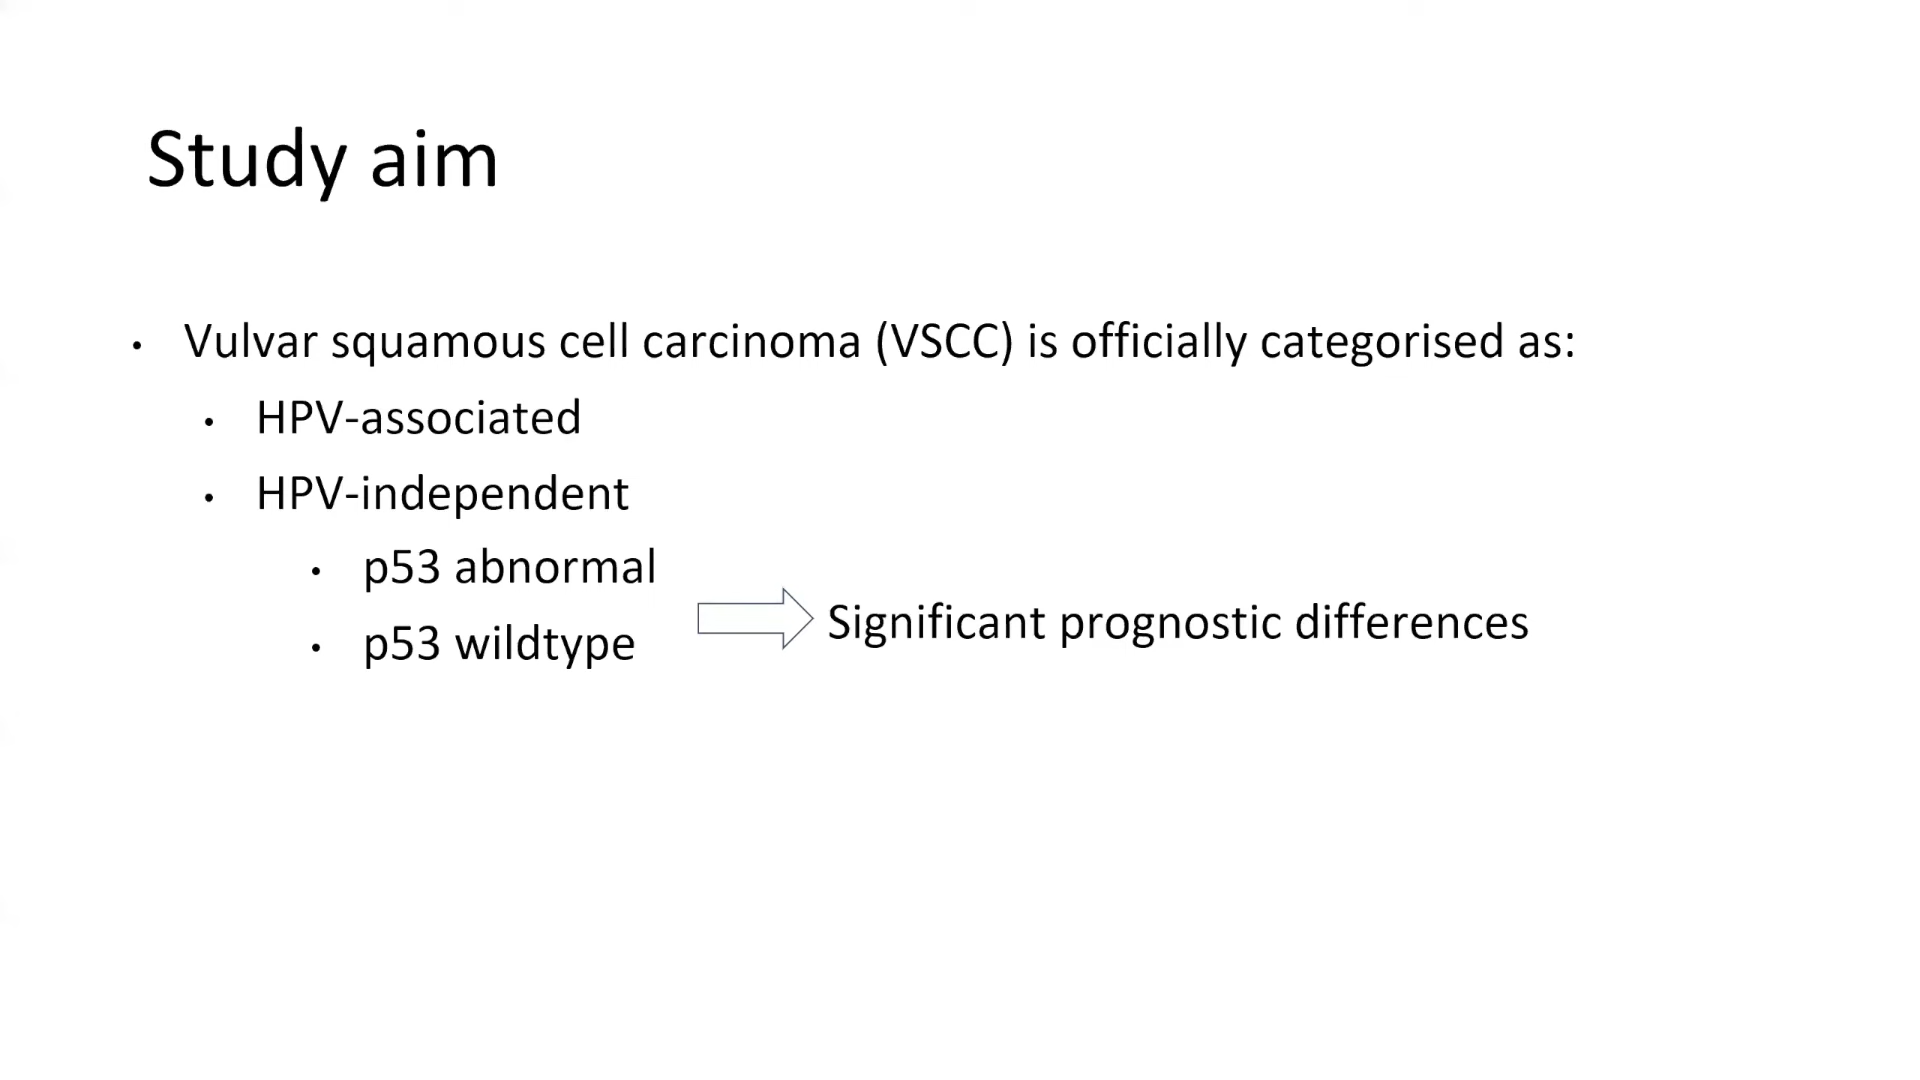 Study aim
• Vulvar squamous cell carcinoma (VSCC) is officially categorised as:
• HPV-associated
• HPV-independent
• p53 abnormal
• p53 wildtype
Significant prognostic differences